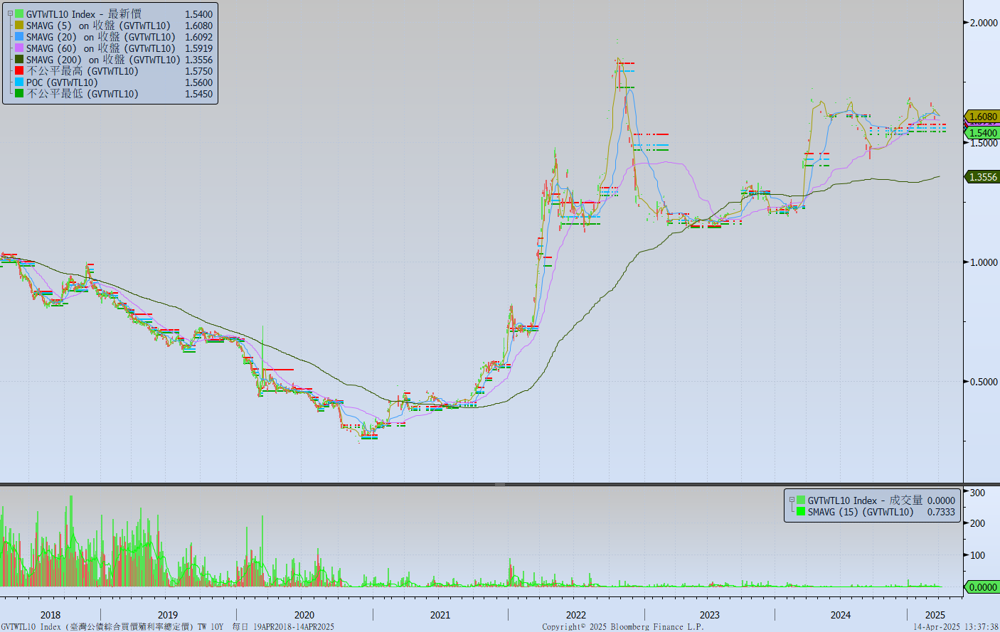 GVTWTL10 Index - 最新價 1.5400
SMAVG (5) on 收盤 (GVTWTL10) 1.6080
SMAVG (20) on 收盤 (GVTWTL10) 1.6092
SMAVG (60) on 收盤 (GVTWTL10) 1.5919
SMAVG (200) on 收盤 (GVTWTL10) 1.3556
不公平最高 (GVTWTL10) 1.5750
POC (GVTWTL10) 1.5600
不公平最低 (GVTWTL10) 1.5450
2.0000
1.6080
1.5400
1.5000
1.3556
1.0000
0.5000
GVTWTL10 Index - 成交量 0.0000
SMAVG (15) (GVTWTL10) 0.7333
300
200
100
0.0000
2018 2019 2020 2021 2022 2023 2024 2025
GVTWTL10 Index (臺灣公債綜合買價殖利率總定價) TW 10Y 每日 19APR2018-14APR2025 Copyright© 2025 Bloomberg Finance L.P. 14-Apr-2025 13:37:38